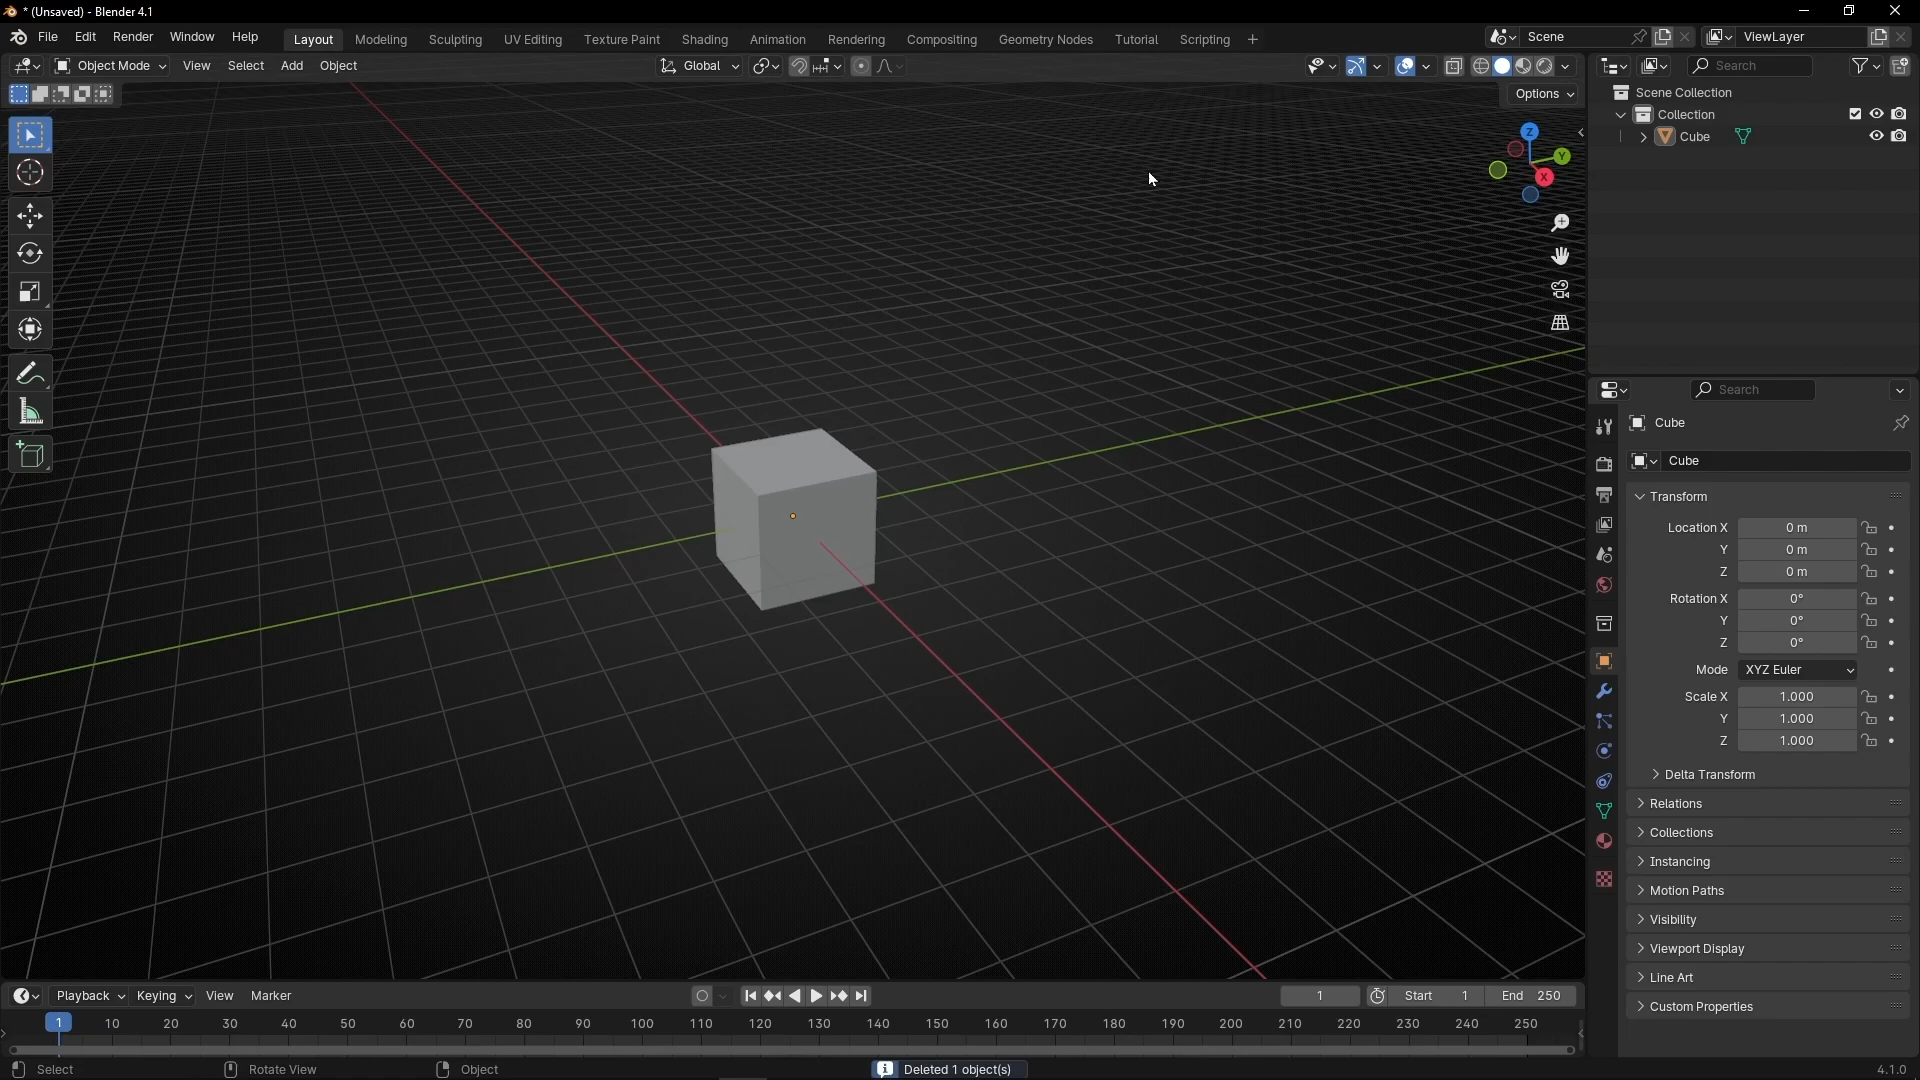 * (Unsaved) - Blender 4.1
File Edit Render Window Help Layout Modeling Sculpting UV Editing Texture Paint Shading Animation Rendering Compositing Geometry Nodes Tutorial Scripting + Scene ViewLayer
Object Mode View Select Add Object Global Search
Options
Scene Collection
Collection
Cube
Z
Y
X
Search
Cube
Cube
Transform
Location X 0 m
Y 0 m
Z 0 m
Rotation X 0°
Y 0°
Z 0°
Mode XYZ Euler
Scale X 1.000
Y 1.000
Z 1.000
Delta Transform
Relations
Collections
Instancing
Motion Paths
Visibility
Viewport Display
Line Art
Custom Properties
Playback Keying View Marker 1 Start 1 End 250
1 10 20 30 40 50 60 70 80 90 100 110 120 130 140 150 160 170 180 190 200 210 220 230 240 250
Select Rotate View Object Deleted 1 object(s) 4.1.0